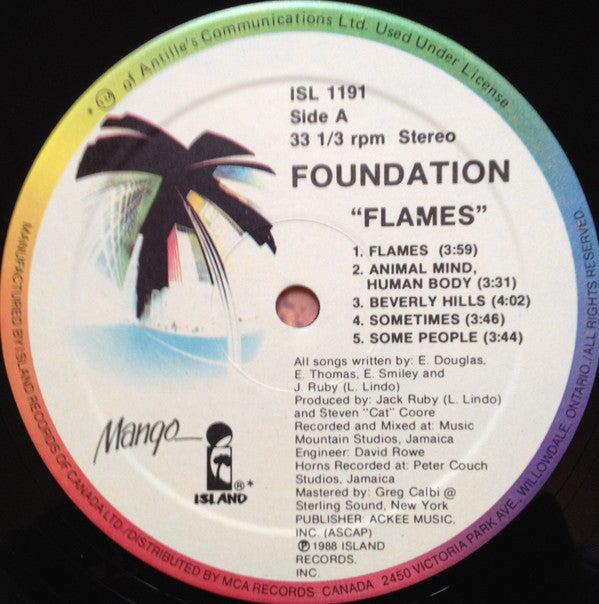 ISL 1191
Side A
33 1/3 rpm Stereo
FOUNDATION
"FLAMES"
1. FLAMES (3:59)
2. ANIMAL MIND,
HUMAN BODY (3:31)
3. BEVERLY HILLS (4:02)
4. SOMETIMES (3:46)
5. SOME PEOPLE (3:44)
All songs written by: E. Douglas,
E. Thomas, E. Smiley and
J. Ruby (L. Lindo)
Produced by: Jack Ruby (L. Lindo)
and Steven "Cat" Coore
Recorded and Mixed at: Music
Mountain Studios, Jamaica
Engineer: David Rowe
Horns Recorded at: Peter Couch
Studios, Jamaica
Mastered by: Greg Calbi @
Sterling Sound, New York
PUBLISHER: ACKEE MUSIC,
INC. (ASCAP)
℗ 1988 ISLAND
RECORDS,
INC.
Mango
ISLAND ®*
* TM of Antille's Communications Ltd. Used Under License.
MANUFACTURED BY ISLAND RECORDS OF CANADA LTD./DISTRIBUTED BY MCA RECORDS CANADA. 2450 VICTORIA PARK AVE., WILLOWDALE, ONTARIO./ALL RIGHTS RESERVED.